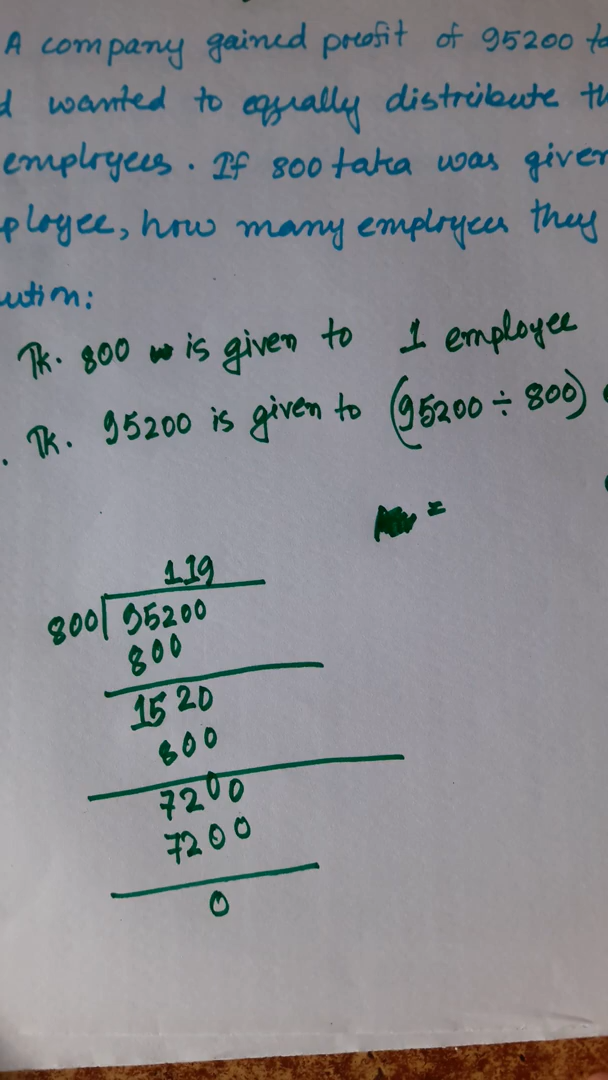 A company gained profit of 95200 ta
d wanted to equally distribute th
employees. If 800 taka was given
ployee, how many employees they
ution:
Tk. 800 is given to 1 employee
. Tk. 95200 is given to (95200 ÷ 800)
=
119
800 95200
800
1520
800
7200
7200
0